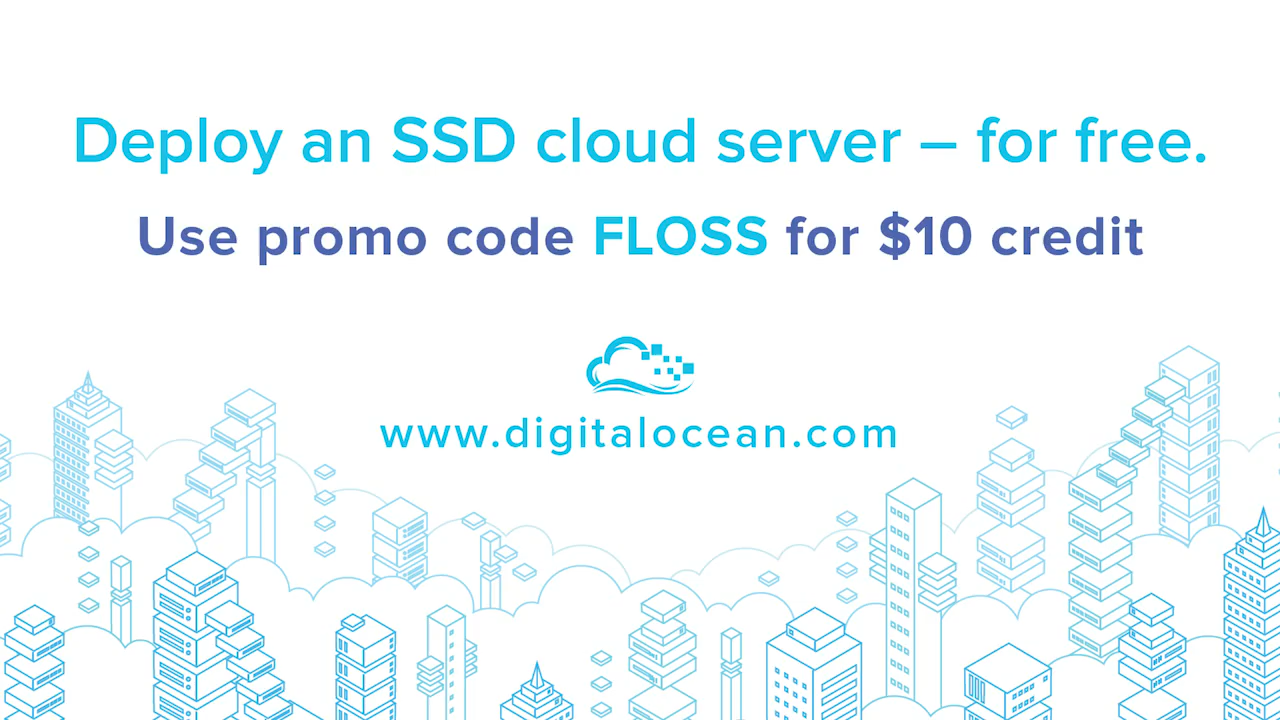 Deploy an SSD cloud server – for free.
Use promo code FLOSS for $10 credit
www.digitalocean.com